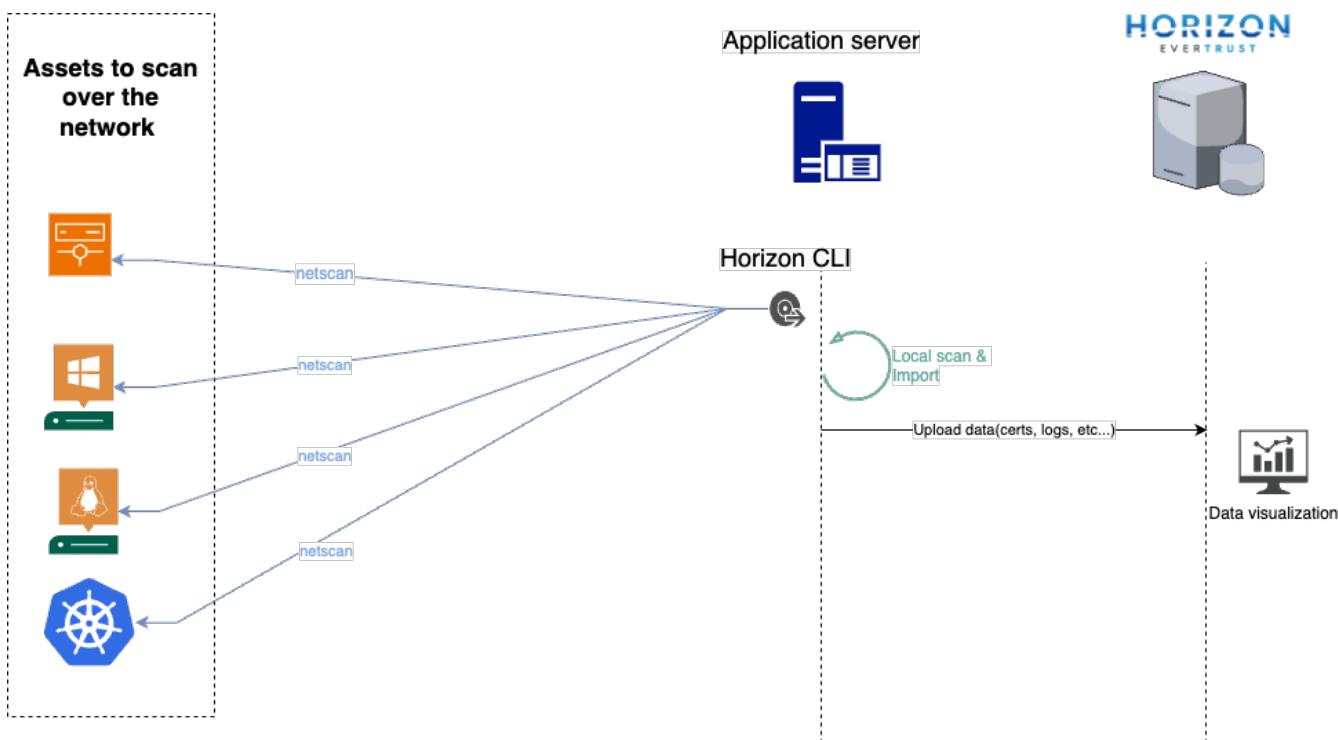 Assets to scan
over the
network
Application server
HORIZON
EVERTRUST
netscan
netscan
netscan
netscan
Horizon CLI
Local scan &
Import
Upload data(certs, logs, etc...)
Data visualization